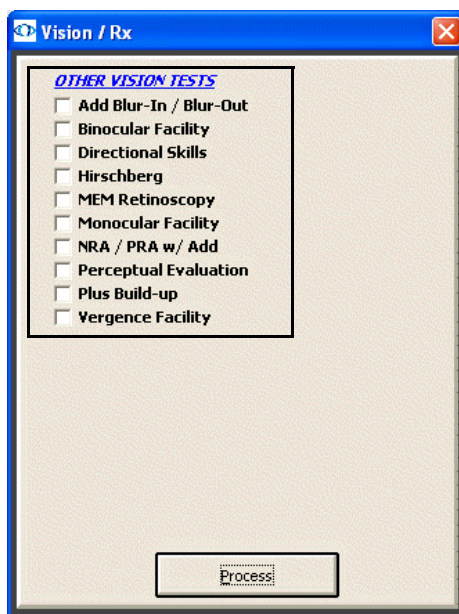 Vision / Rx
OTHER VISION TESTS
Add Blur-In / Blur-Out
Binocular Facility
Directional Skills
Hirschberg
MEM Retinoscopy
Monocular Facility
NRA / PRA w/ Add
Perceptual Evaluation
Plus Build-up
Vergence Facility
Process